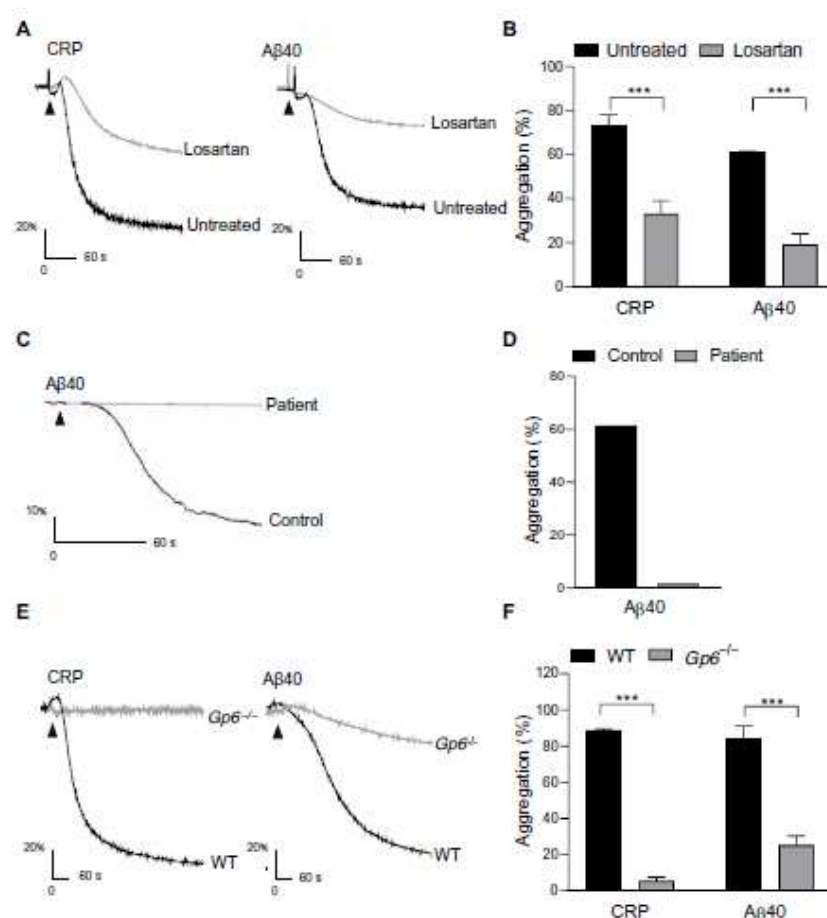 A
CRP
Losartan
Untreated
20%
0
60 s
Aβ40
Losartan
Untreated
20%
0
60 s
B
Untreated
Losartan
Aggregation (%)
100
80
60
40
20
0
***
***
CRP
Aβ40
C
Aβ40
Patient
Control
10%
0
60 s
D
Control
Patient
Aggregation (%)
80
60
40
20
0
Aβ40
E
CRP
Gp6-/-
WT
20%
0
60 s
Aβ40
Gp6-/-
WT
20%
0
60 s
F
WT
Gp6-/-
Aggregation (%)
120
100
80
60
40
20
0
***
***
CRP
Aβ40